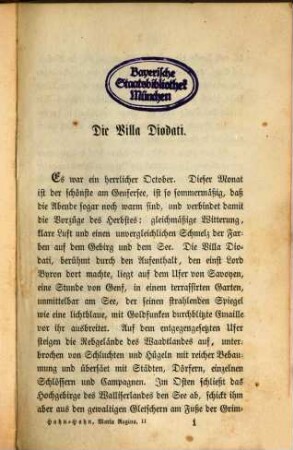 Bayerische
Staatsbibliothek
München
Die Villa Diodati.
Es war ein herrlicher October. Dieser Monat
ist der schönste am Genfersee, ist so sommermäßig, daß
die Abende sogar noch warm sind, und verbindet damit
die Vorzüge des Herbstes: gleichmäßige Witterung,
klare Luft und einen unvergleichlichen Schmelz der Far-
ben auf dem Gebirg und dem See. Die Villa Dio-
dati, berühmt durch den Aufenthalt, den einst Lord
Byron dort machte, liegt auf dem Ufer von Savoyen,
eine Stunde von Genf, in einem terrassirten Garten,
unmittelbar am See, der seinen strahlenden Spiegel
wie eine lichtblaue, mit Goldfunken durchwebte Emaille
vor ihr ausbreitet. Auf dem entgegengesetzten Ufer
steigen die Rebgelände des Waadtlandes auf, unter-
brochen von Schluchten und Hügeln mit reicher Bebau-
ung und übersäet mit Städten, Dörfern, einzelnen
Schlössern und Campagnen. Im Osten schließt das
Hochgebirge des Walliserlandes den See ab, schickt ihm
aber aus den gewaltigen Gletschern am Fuße der Grim-
Hahn-Hahn, Maria Regina. II 1